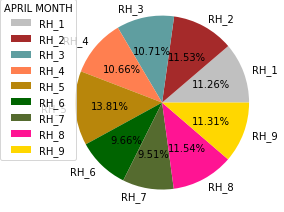 APRIL MONTH
RH_1
RH_2
RH_3
RH_4
RH_5
RH_6
RH_7
RH_8
RH_9
RH_3
RH_2
RH_4
RH_1
RH_5
RH_9
RH_6
RH_8
RH_7
10.71%
11.53%
10.66%
11.26%
13.81%
11.31%
9.66%
11.54%
9.51%